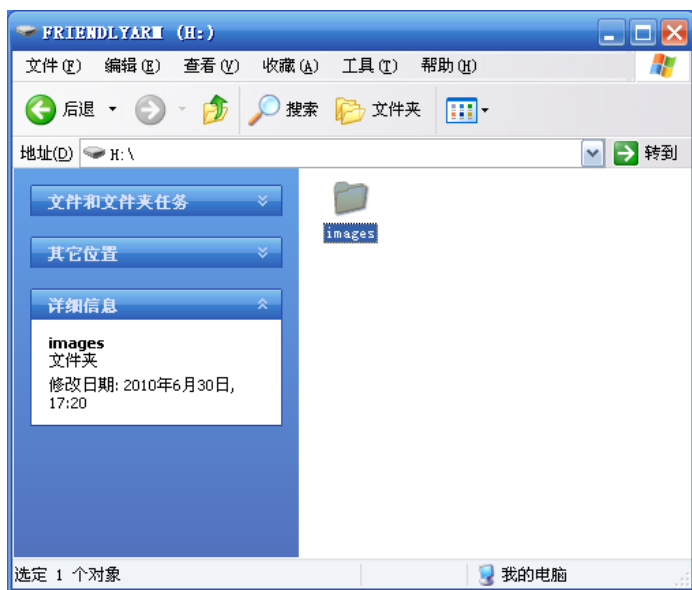 FRIENDLYARM (H:)
文件(F) 编辑(E) 查看(V) 收藏(A) 工具(T) 帮助(H)
后退 搜索 文件夹
地址(D) H:\ 转到
文件和文件夹任务
images
其它位置
详细信息
images
文件夹
修改日期: 2010年6月30日,
17:20
选定 1 个对象 我的电脑